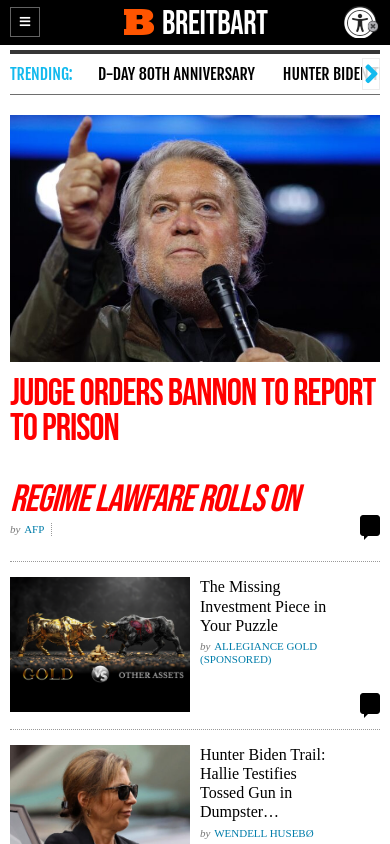 BREITBART
TRENDING: D-DAY 80TH ANNIVERSARY HUNTER BIDEN
JUDGE ORDERS BANNON TO REPORT
TO PRISON
REGIME LAWFARE ROLLS ON
by AFP
GOLD VS OTHER ASSETS
The Missing
Investment Piece in
Your Puzzle
by ALLEGIANCE GOLD
(SPONSORED)
Hunter Biden Trail:
Hallie Testifies
Tossed Gun in
Dumpster…
by WENDELL HUSEBØ